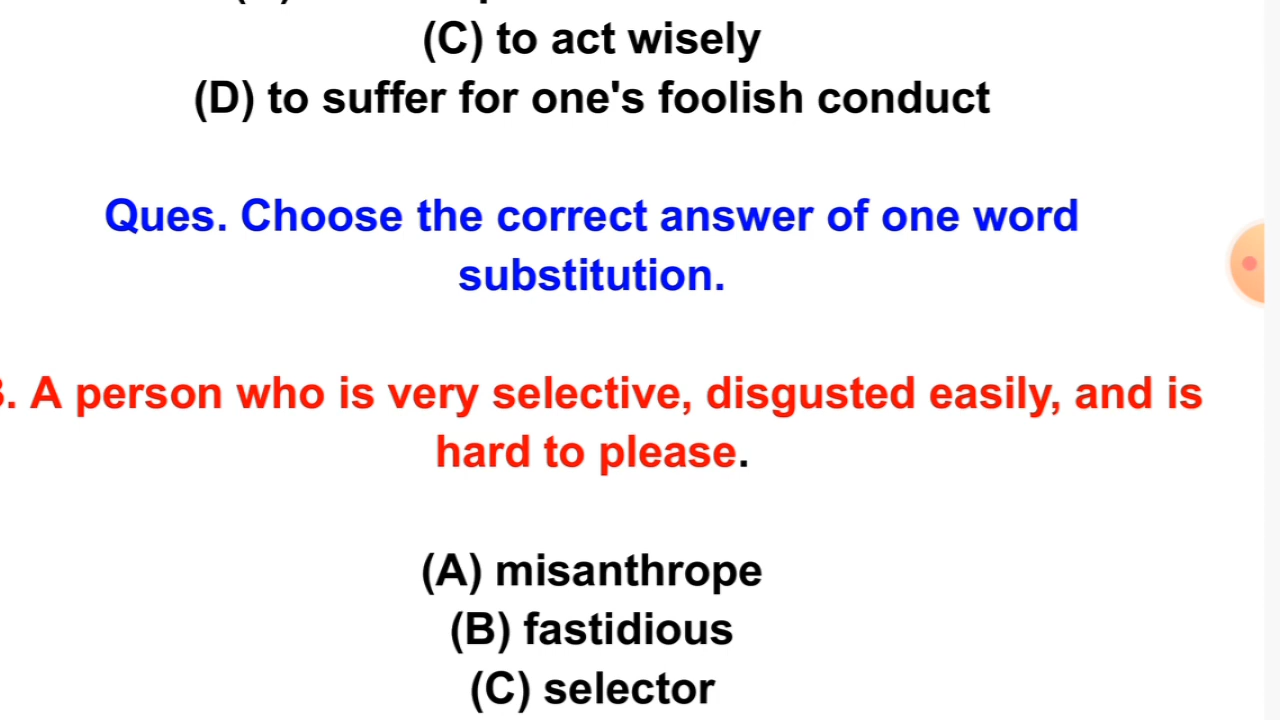 (C) to act wisely
(D) to suffer for one's foolish conduct
Ques. Choose the correct answer of one word
substitution.
. A person who is very selective, disgusted easily, and is
hard to please.
(A) misanthrope
(B) fastidious
(C) selector